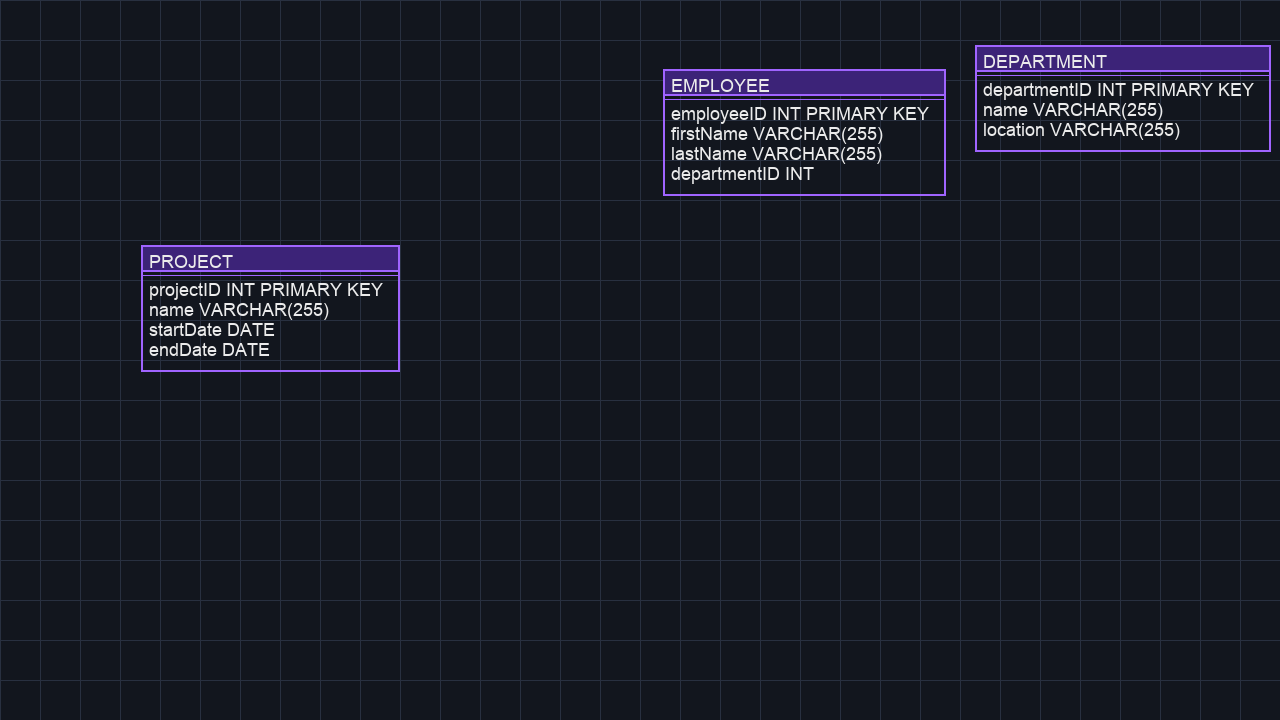 DEPARTMENT
departmentID INT PRIMARY KEY
name VARCHAR(255)
location VARCHAR(255)
EMPLOYEE
employeeID INT PRIMARY KEY
firstName VARCHAR(255)
lastName VARCHAR(255)
departmentID INT
PROJECT
projectID INT PRIMARY KEY
name VARCHAR(255)
startDate DATE
endDate DATE